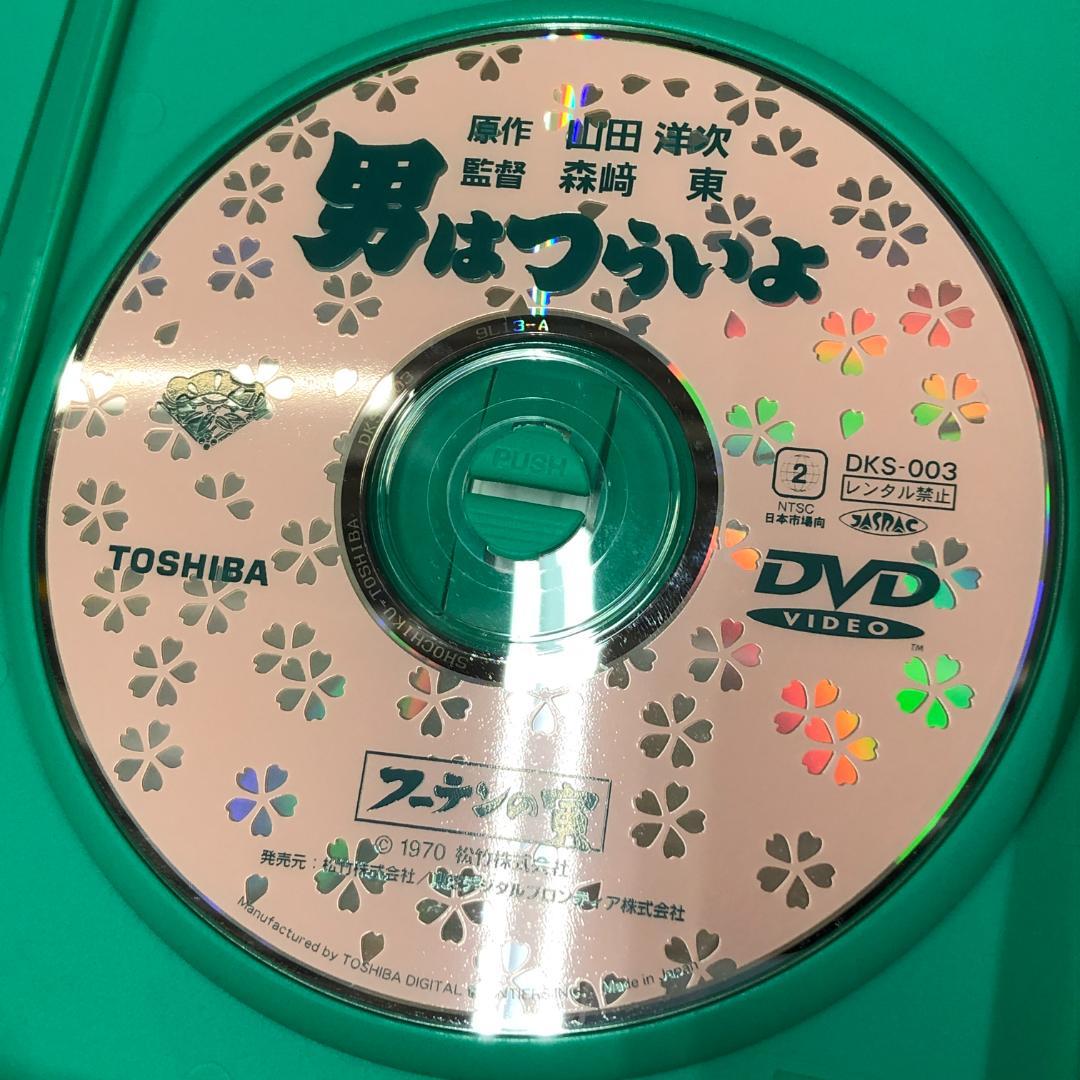 原作 山田 洋次
監督 森﨑 東
男はつらいよ
3-A
PUSH
2
NTSC
日本市場向
DKS-003
レンタル禁止
JASRAC
TOSHIBA
SHOCHIKU-TOSHIBA
DVD
VIDEO
TM
フーテンの寅
© 1970 松竹株式会社
発売元:松竹株式会社/
デジタルフロンティア株式会社
Manufactured by TOSHIBA DIGITAL FRONTIERS INC. Made in Japan